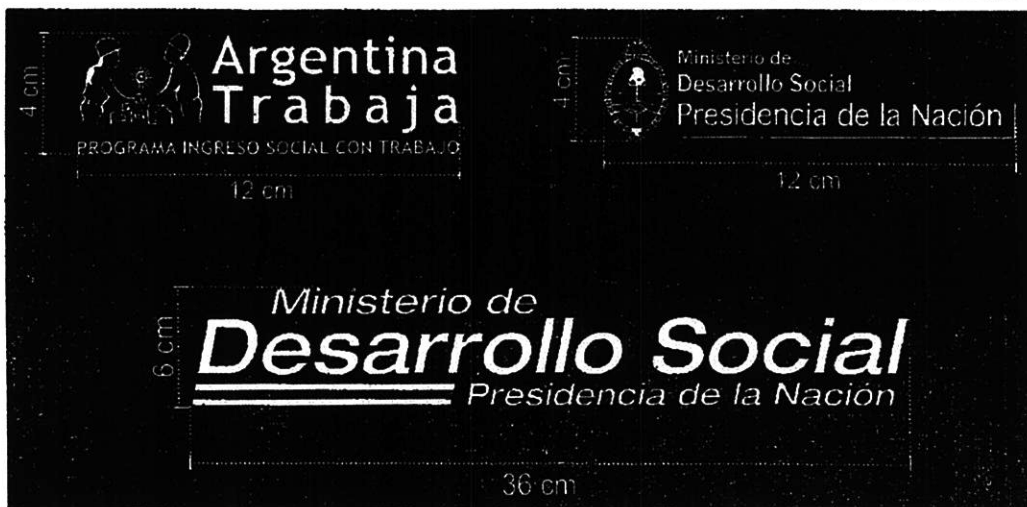 4 cm
Argentina
Trabaja
PROGRAMA INGRESO SOCIAL CON TRABAJO
12 cm
4 cm
Ministerio de
Desarrollo Social
Presidencia de la Nación
12 cm
6 cm
Ministerio de
Desarrollo Social
Presidencia de la Nación
36 cm